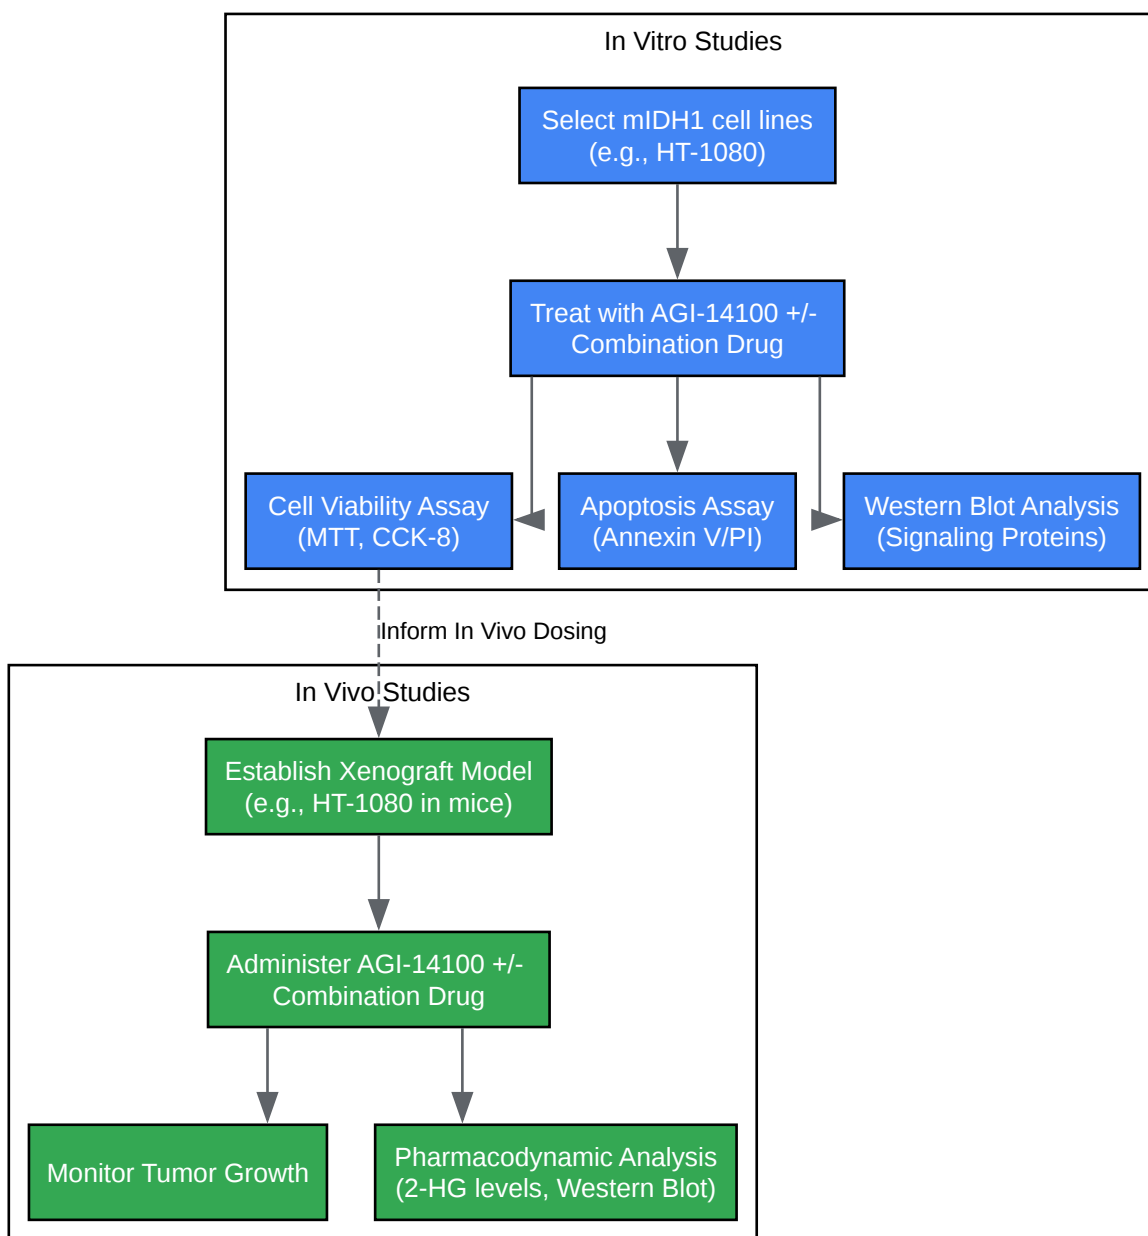 In Vitro Studies
Select mIDH1 cell lines
(e.g., HT-1080)
Treat with AGI-14100 +/-
Combination Drug
Cell Viability Assay
(MTT, CCK-8)
Apoptosis Assay
(Annexin V/PI)
Western Blot Analysis
(Signaling Proteins)
Inform In Vivo Dosing
In Vivo Studies
Establish Xenograft Model
(e.g., HT-1080 in mice)
Administer AGI-14100 +/-
Combination Drug
Monitor Tumor Growth
Pharmacodynamic Analysis
(2-HG levels, Western Blot)